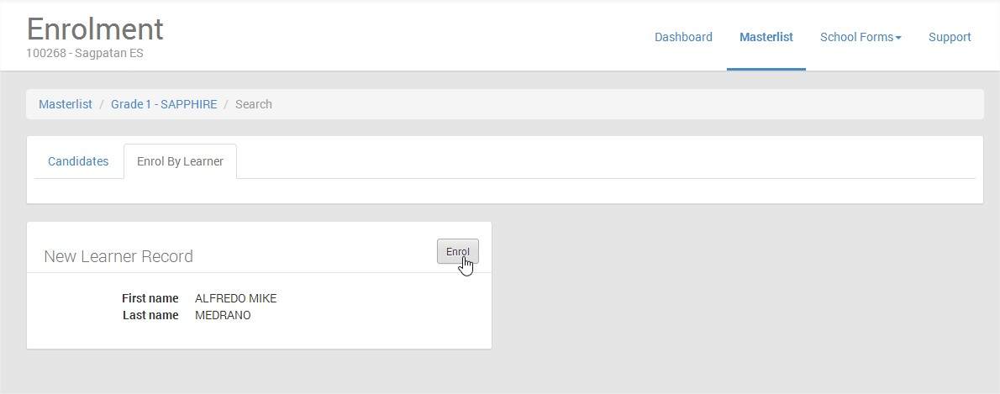 Enrolment
100268 - Sagpatan ES
Dashboard Masterlist School Forms Support
Masterlist / Grade 1 - SAPPHIRE / Search
Candidates Enrol By Learner
New Learner Record Enrol
First name ALFREDO MIKE
Last name MEDRANO